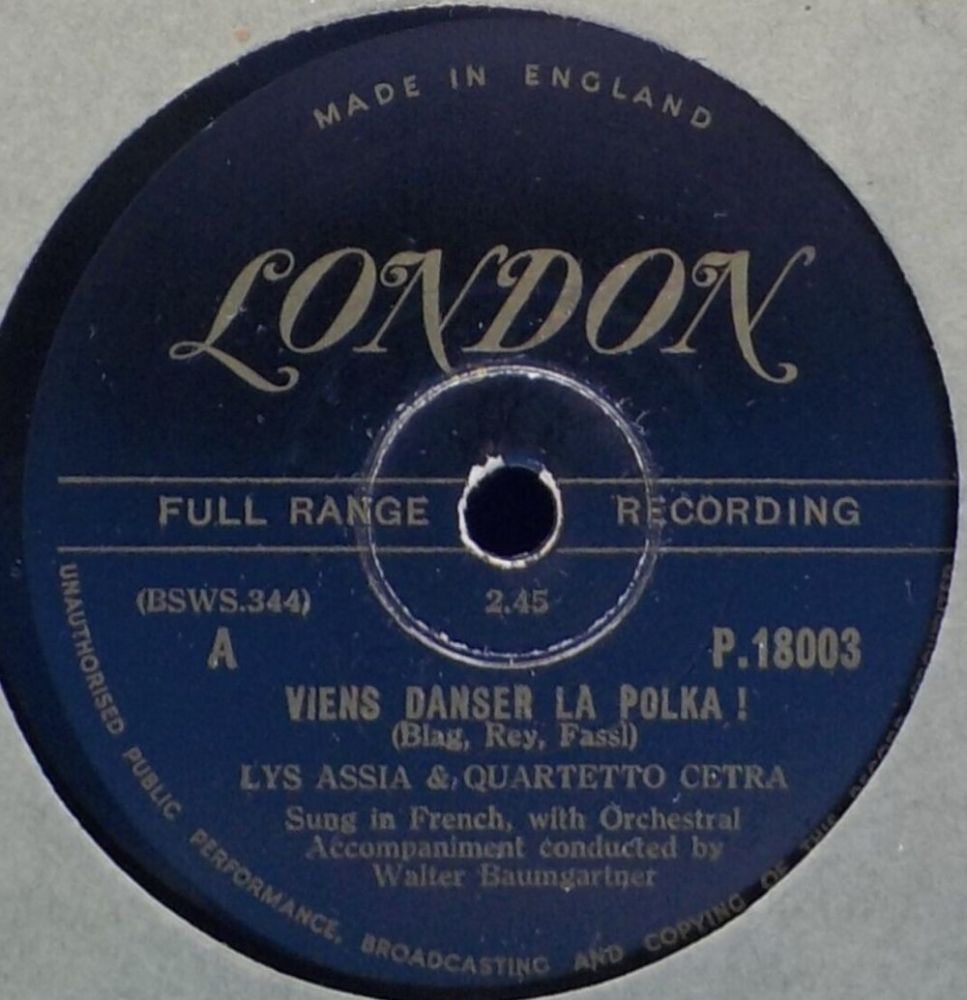 MADE IN ENGLAND
LONDON
FULL RANGE RECORDING
(BSWS.344)
2.45
A
P.18003
VIENS DANSER LA POLKA !
(Blag, Rey, Fassl)
LYS ASSIA & QUARTETTO CETRA
Sung in French, with Orchestral
Accompaniment conducted by
Walter Baumgartner
UNAUTHORISED PUBLIC PERFORMANCE, BROADCASTING AND COPYING OF THIS RECORD